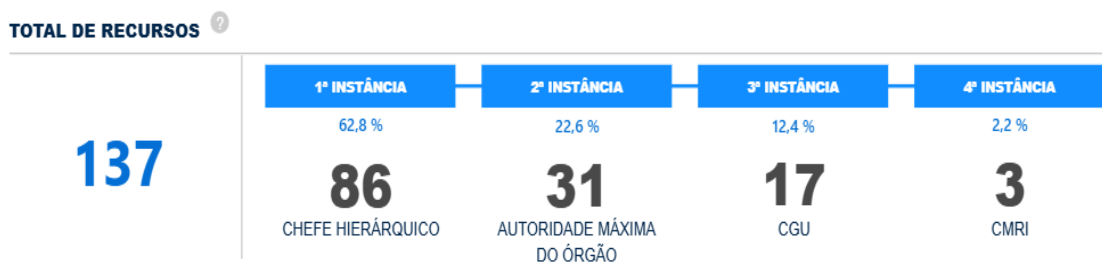 TOTAL DE RECURSOS ?
1ª INSTÂNCIA 2ª INSTÂNCIA 3ª INSTÂNCIA 4ª INSTÂNCIA
62,8 % 22,6 % 12,4 % 2,2 %
137 86 31 17 3
CHEFE HIERÁRQUICO AUTORIDADE MÁXIMA CGU CMRI
DO ÓRGÃO